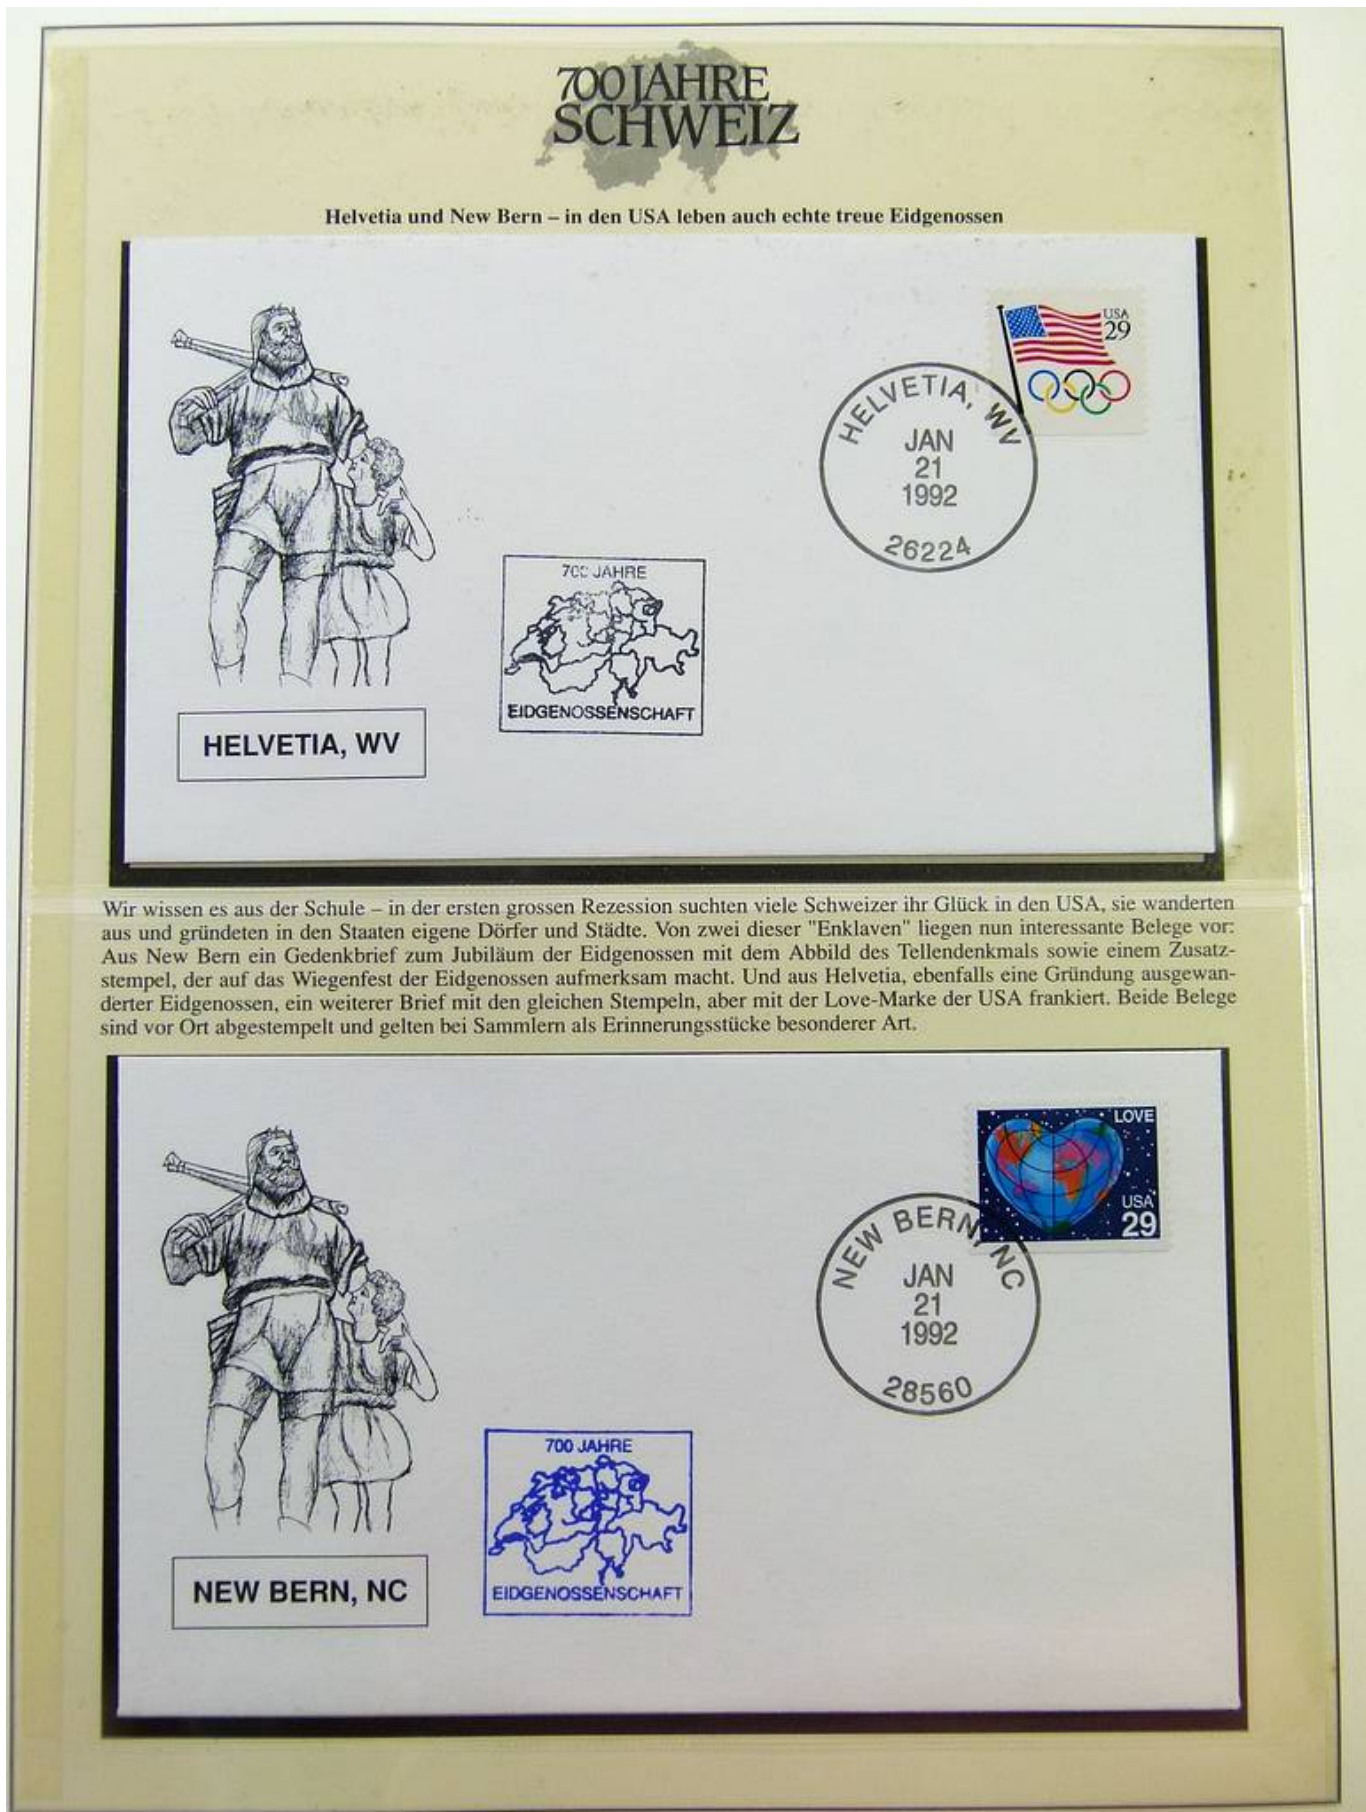 700 JAHRE
SCHWEIZ
Helvetia und New Bern – in den USA leben auch echte treue Eidgenossen
USA
29
HELVETIA, WV
JAN
21
1992
26224
700 JAHRE
EIDGENOSSENSCHAFT
HELVETIA, WV
Wir wissen es aus der Schule – in der ersten grossen Rezession suchten viele Schweizer ihr Glück in den USA, sie wanderten
aus und gründeten in den Staaten eigene Dörfer und Städte. Von zwei dieser "Enklaven" liegen nun interessante Belege vor:
Aus New Bern ein Gedenkbrief zum Jubiläum der Eidgenossen mit dem Abbild des Tellendenkmals sowie einem Zusatz-
stempel, der auf das Wiegenfest der Eidgenossen aufmerksam macht. Und aus Helvetia, ebenfalls eine Gründung ausgewan-
derter Eidgenossen, ein weiterer Brief mit den gleichen Stempeln, aber mit der Love-Marke der USA frankiert. Beide Belege
sind vor Ort abgestempelt und gelten bei Sammlern als Erinnerungsstücke besonderer Art.
LOVE
USA
29
NEW BERN, NC
JAN
21
1992
28560
700 JAHRE
EIDGENOSSENSCHAFT
NEW BERN, NC